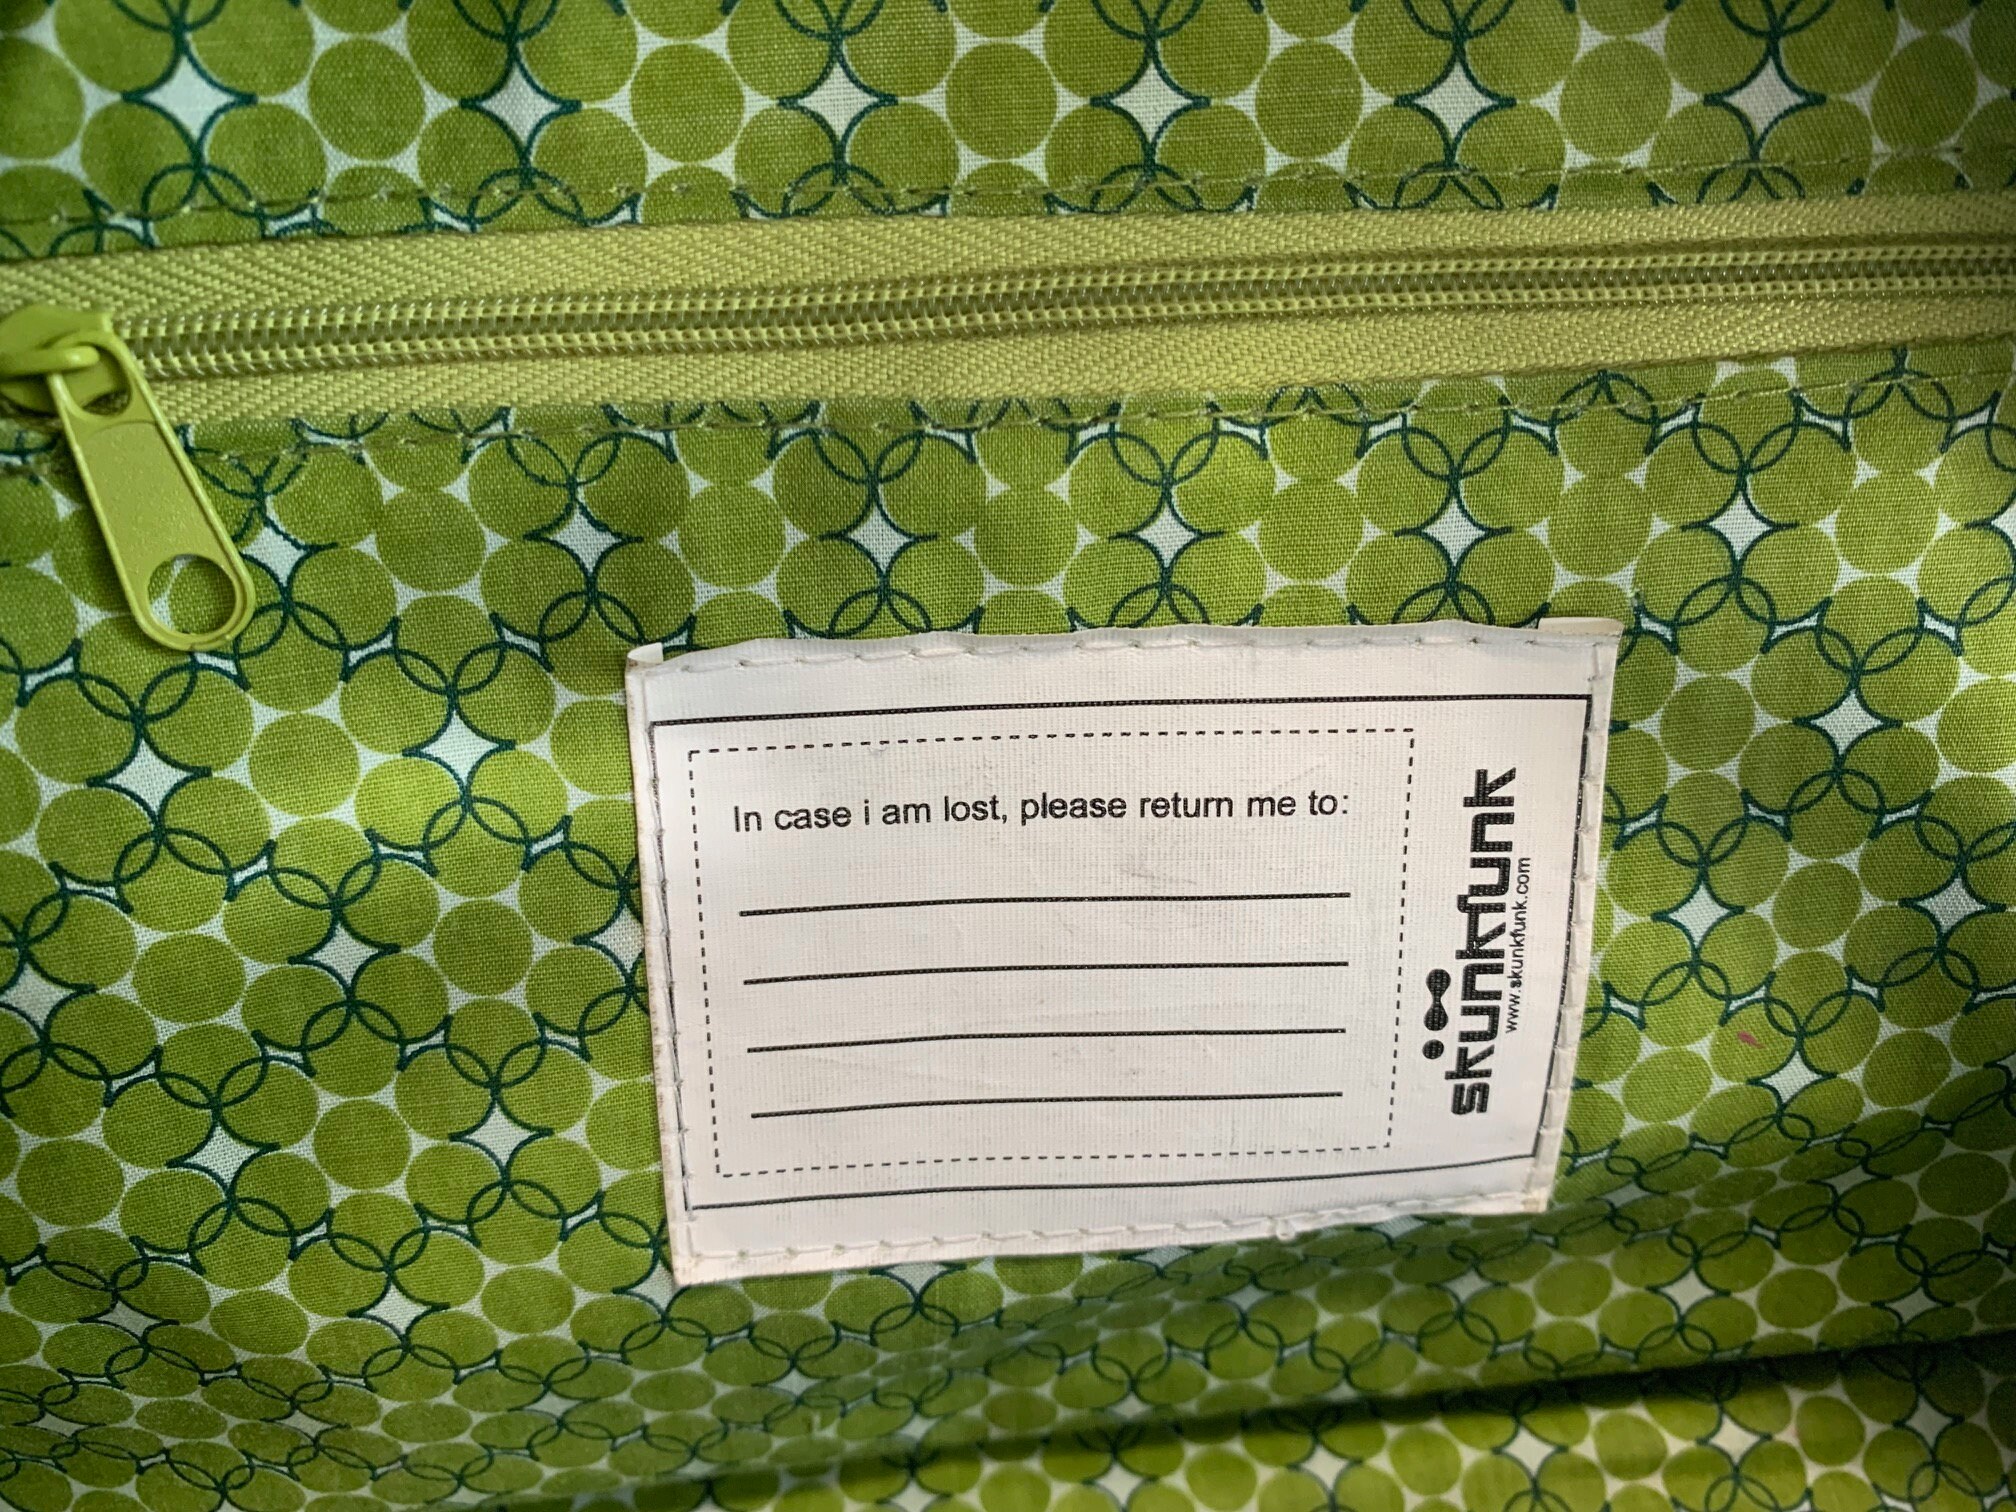 In case i am lost, please return me to:
skunkfunk
www.skunkfunk.com